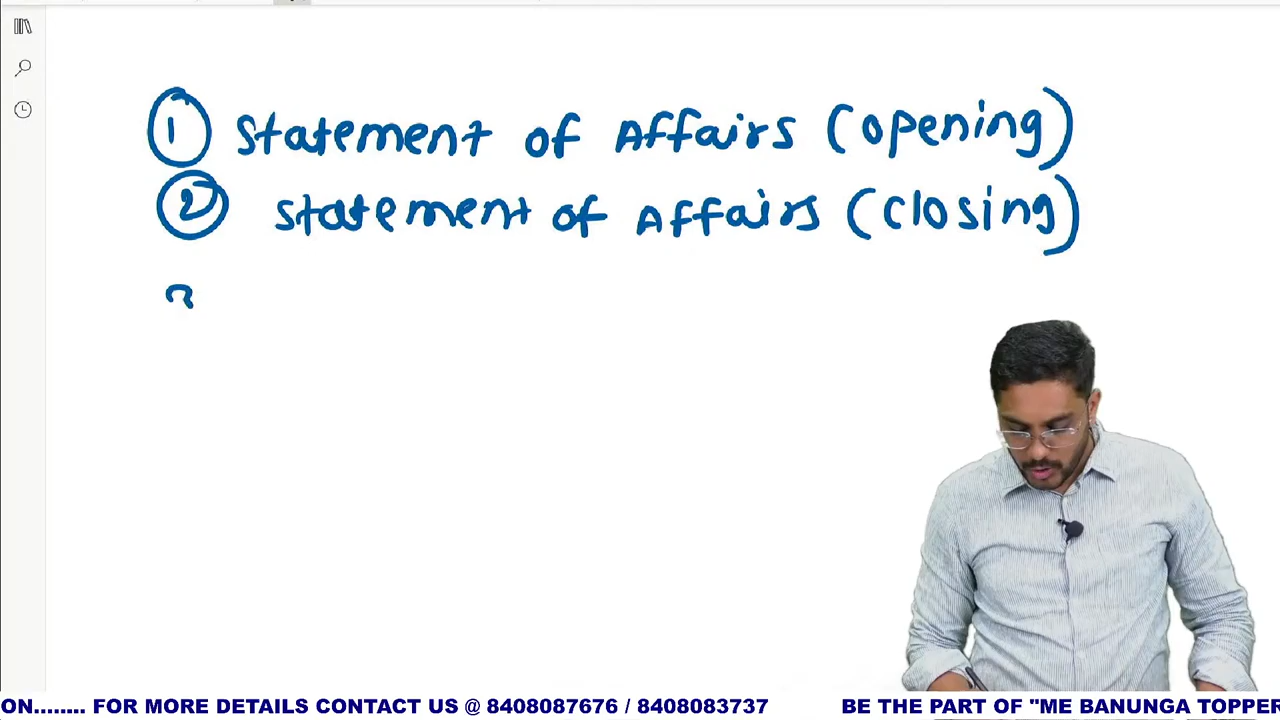 1 Statement of Affairs (opening)
2 Statement of Affairs (closing)
3
ON........ FOR MORE DETAILS CONTACT US @ 8408087676 / 8408083737 BE THE PART OF "ME BANUNGA TOPPER